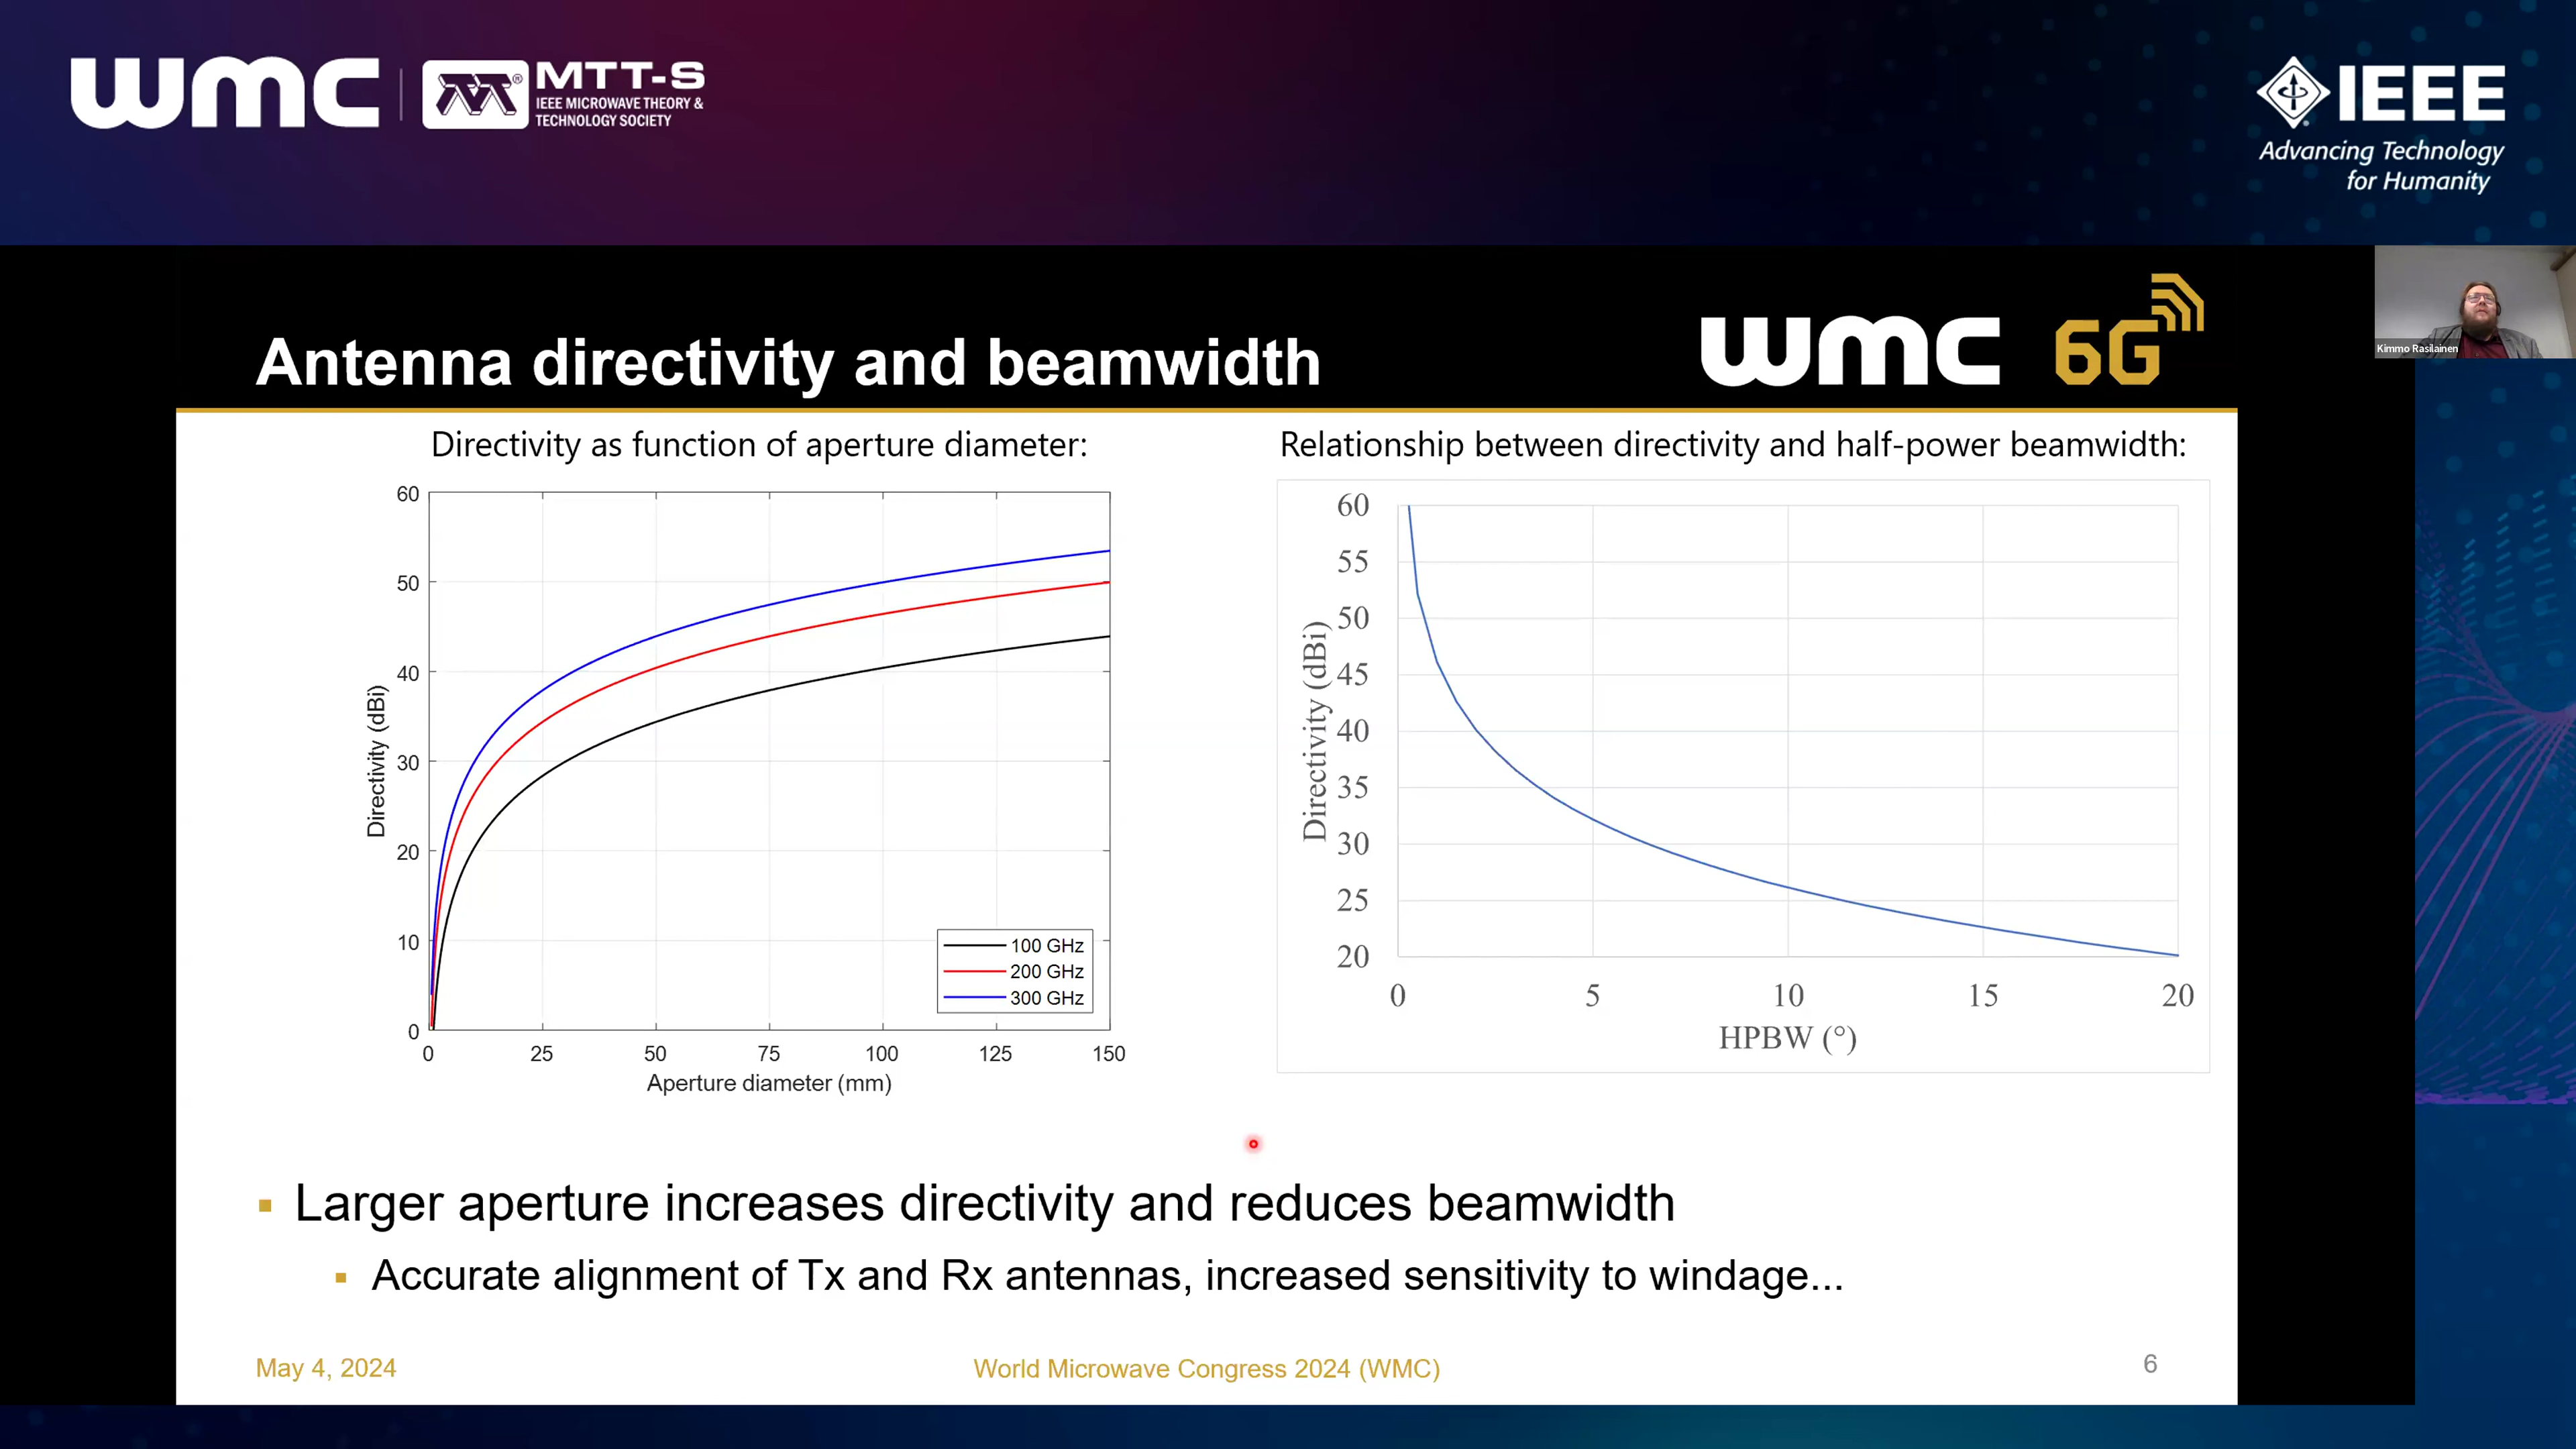 wmc
MTT-S
IEEE MICROWAVE THEORY &
TECHNOLOGY SOCIETY
IEEE
Advancing Technology
for Humanity
Antenna directivity and beamwidth
wmc 6G
Kimmo Rasilainen
Directivity as function of aperture diameter:
60
50
40
30
20
10
0
Directivity (dBi)
100 GHz
200 GHz
300 GHz
0 25 50 75 100 125 150
Aperture diameter (mm)
Relationship between directivity and half-power beamwidth:
60
55
50
45
40
35
30
25
20
Directivity (dBi)
0 5 10 15 20
HPBW (°)
Larger aperture increases directivity and reduces beamwidth
Accurate alignment of Tx and Rx antennas, increased sensitivity to windage...
May 4, 2024
World Microwave Congress 2024 (WMC)
6